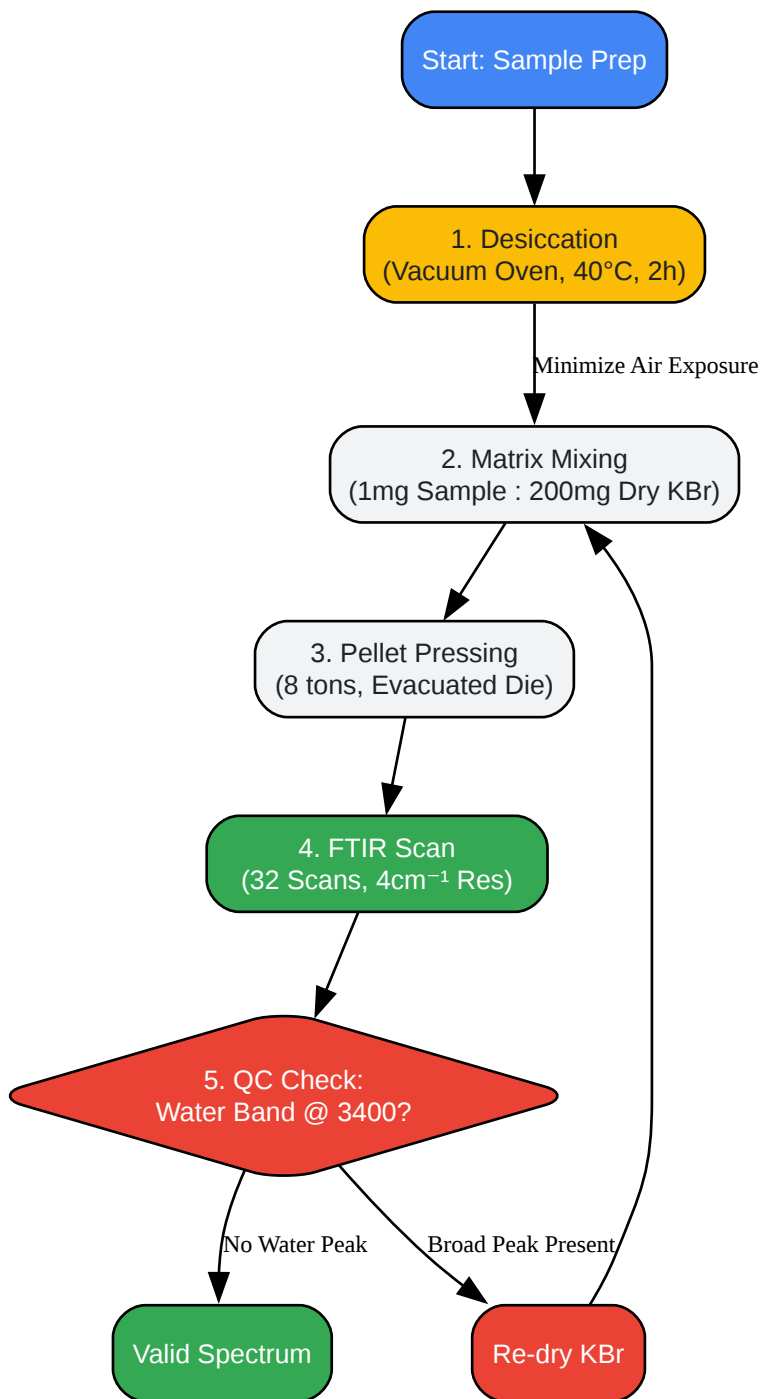 Start: Sample Prep
1. Desiccation
(Vacuum Oven, 40°C, 2h)
Minimize Air Exposure
2. Matrix Mixing
(1mg Sample : 200mg Dry KBr)
3. Pellet Pressing
(8 tons, Evacuated Die)
4. FTIR Scan
(32 Scans, 4cm⁻¹ Res)
5. QC Check:
Water Band @ 3400?
No Water Peak
Broad Peak Present
Valid Spectrum
Re-dry KBr